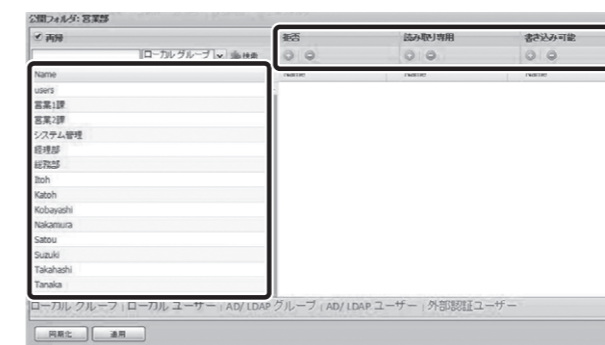 公開フォルダ: 営業部
再帰
拒否 読み取り専用 書き込み可能
ローカルグループ 検索
Name Name Name Name
users
営業1課
営業2課
システム管理
経理部
総務部
Itoh
Katoh
Kobayashi
Nakamura
Satou
Suzuki
Takahashi
Tanaka
ローカル グループ ローカル ユーザー AD/LDAP グループ AD/LDAP ユーザー 外部認証ユーザー
同期化 適用